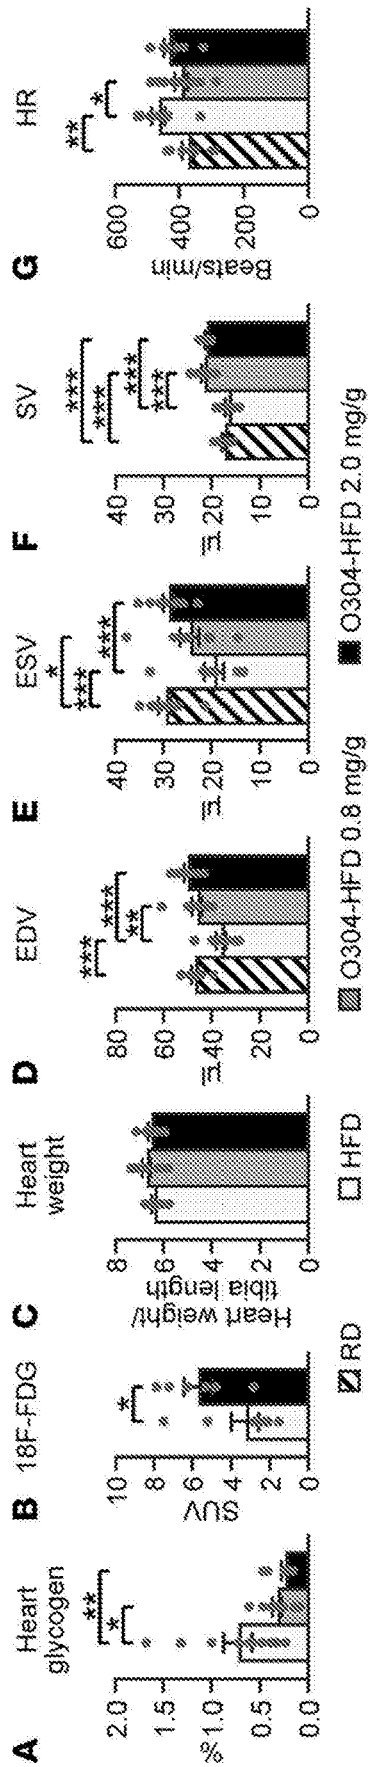 A
Heart
glycogen
%
2.0
1.5
1.0
0.5
0.0
*
**
B
18F-FDG
SUV
10
8
6
4
2
0
*
C
Heart
weight
Heart weight/
tibia length
8
6
4
2
0
D
EDV
µl
80
60
40
20
0
***
**
***
E
ESV
µl
40
30
20
10
0
***
*
***
F
SV
µl
40
30
20
10
0
***
***
***
***
G
HR
Beats/min
600
400
200
0
**
*
RD
HFD
O304-HFD 0.8 mg/g
O304-HFD 2.0 mg/g